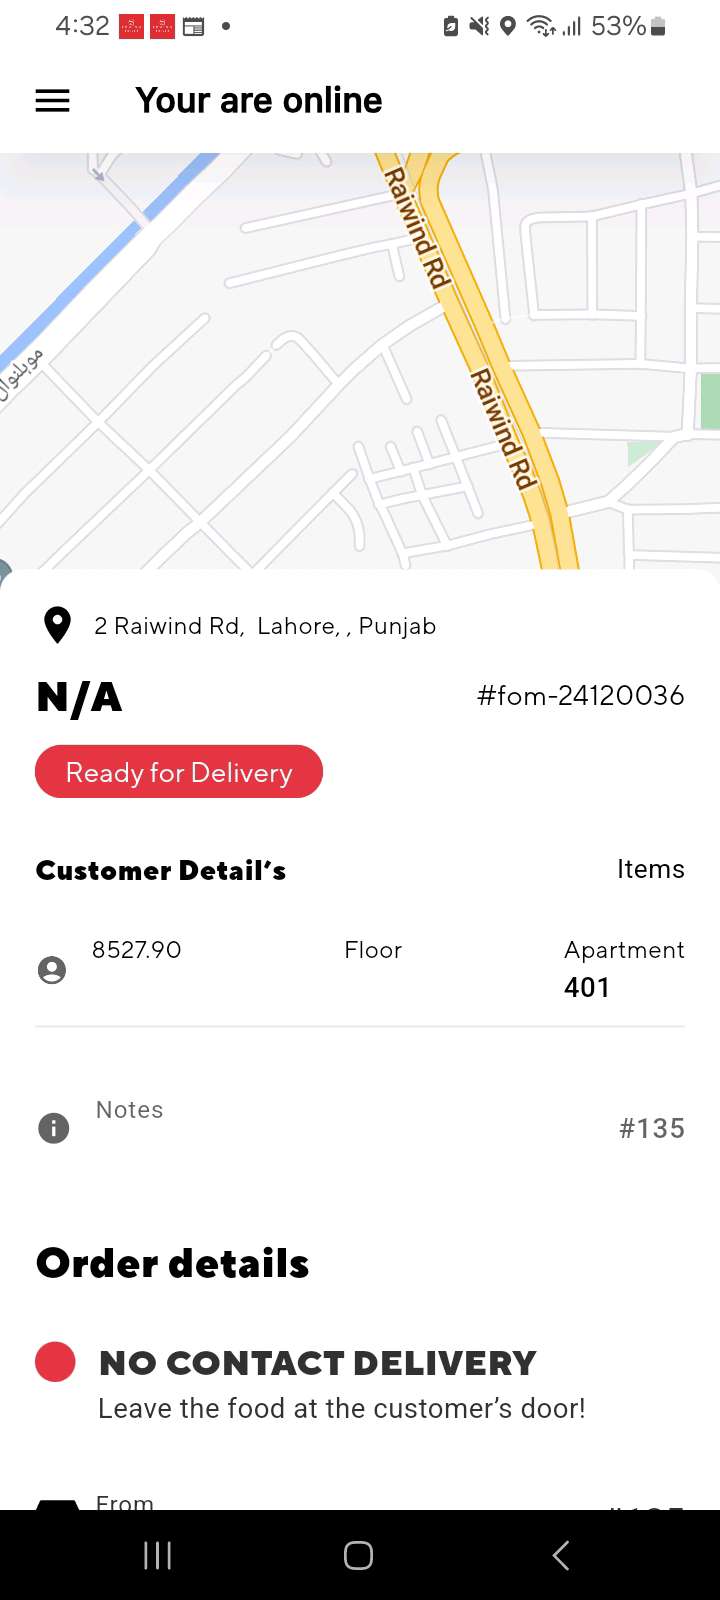 4:32
53%
Your are online
Raiwind Rd
Raiwind Rd
2 Raiwind Rd, Lahore, , Punjab
N/A
#fom-24120036
Ready for Delivery
Customer Detail's
Items
8527.90
Floor
Apartment
401
Notes
#135
Order details
NO CONTACT DELIVERY
Leave the food at the customer’s door!
From